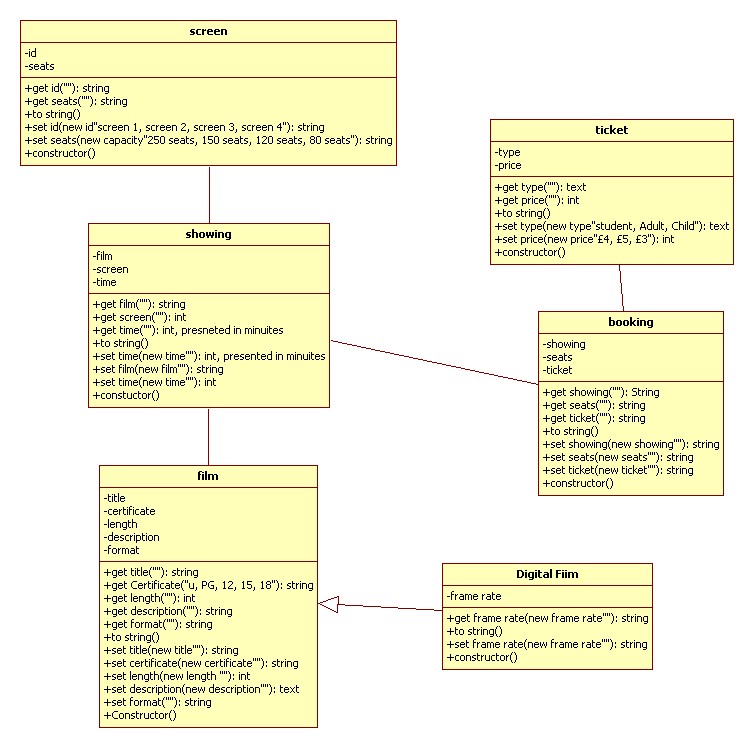 screen
-id
-seats
+get id(""): string
+get seats(""): string
+to string()
+set id(new id"screen 1, screen 2, screen 3, screen 4"): string
+set seats(new capacity"250 seats, 150 seats, 120 seats, 80 seats"): string
+constructor()
ticket
-type
-price
+get type(""): text
+get price(""): int
+to string()
+set type(new type"student, Adult, Child"): text
+set price(new price"£4, £5, £3"): int
+constructor()
showing
-film
-screen
-time
+get film(""): string
+get screen(""): int
+get time(""): int, presneted in minuites
+to string()
+set time(new time""): int, presented in minuites
+set film(new film""): string
+set time(new time""): int
+constuctor()
booking
-showing
-seats
-ticket
+get showing(""): String
+get seats(""): string
+get ticket(""): string
+to string()
+set showing(new showing""): string
+set seats(new seats""): string
+set ticket(new ticket""): string
+constructor()
film
-title
-certificate
-length
-description
-format
+get title(""): string
+get Certificate("u, PG, 12, 15, 18"): string
+get length(""): int
+get description(""): string
+get format(""): string
+to string()
+set title(new title""): string
+set certificate(new certificate""): string
+set length(new length ""): int
+set description(new description""): text
+set format(""): string
+Constructor()
Digital Fiim
-frame rate
+get frame rate(new frame rate""): string
+to string()
+set frame rate(new frame rate""): string
+constructor()